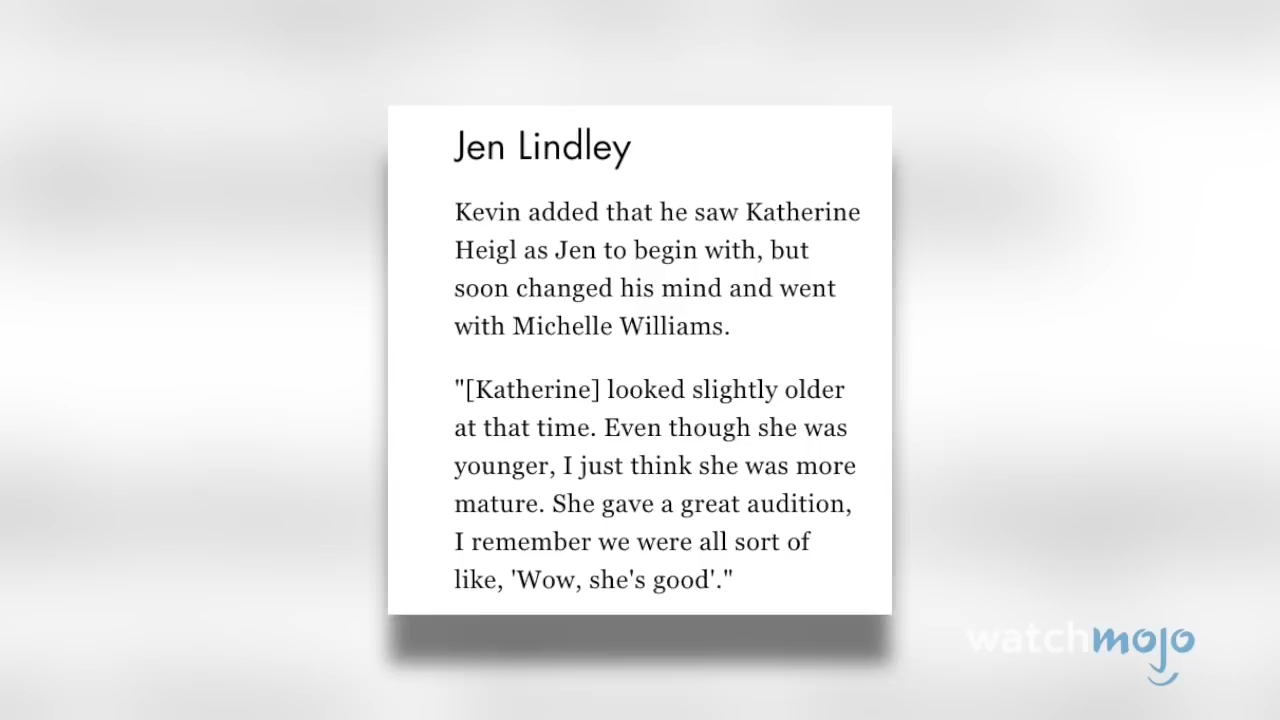 Jen Lindley
Kevin added that he saw Katherine
Heigl as Jen to begin with, but
soon changed his mind and went
with Michelle Williams.
"[Katherine] looked slightly older
at that time. Even though she was
younger, I just think she was more
mature. She gave a great audition,
I remember we were all sort of
like, 'Wow, she's good'."
watchmojo